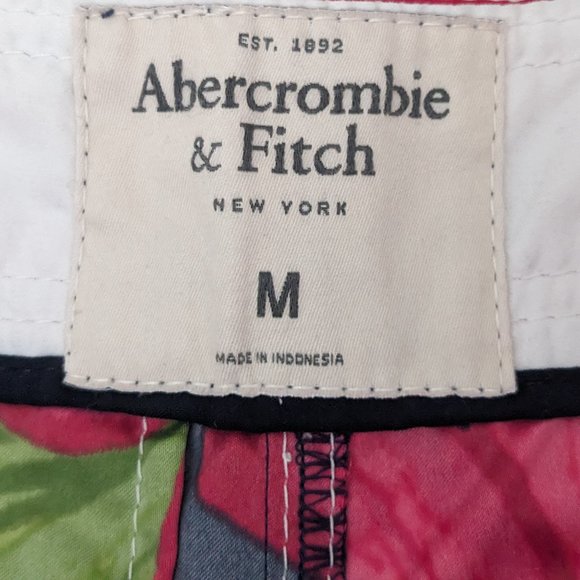 EST. 1892
Abercrombie
& Fitch
NEW YORK
M
MADE IN INDONESIA